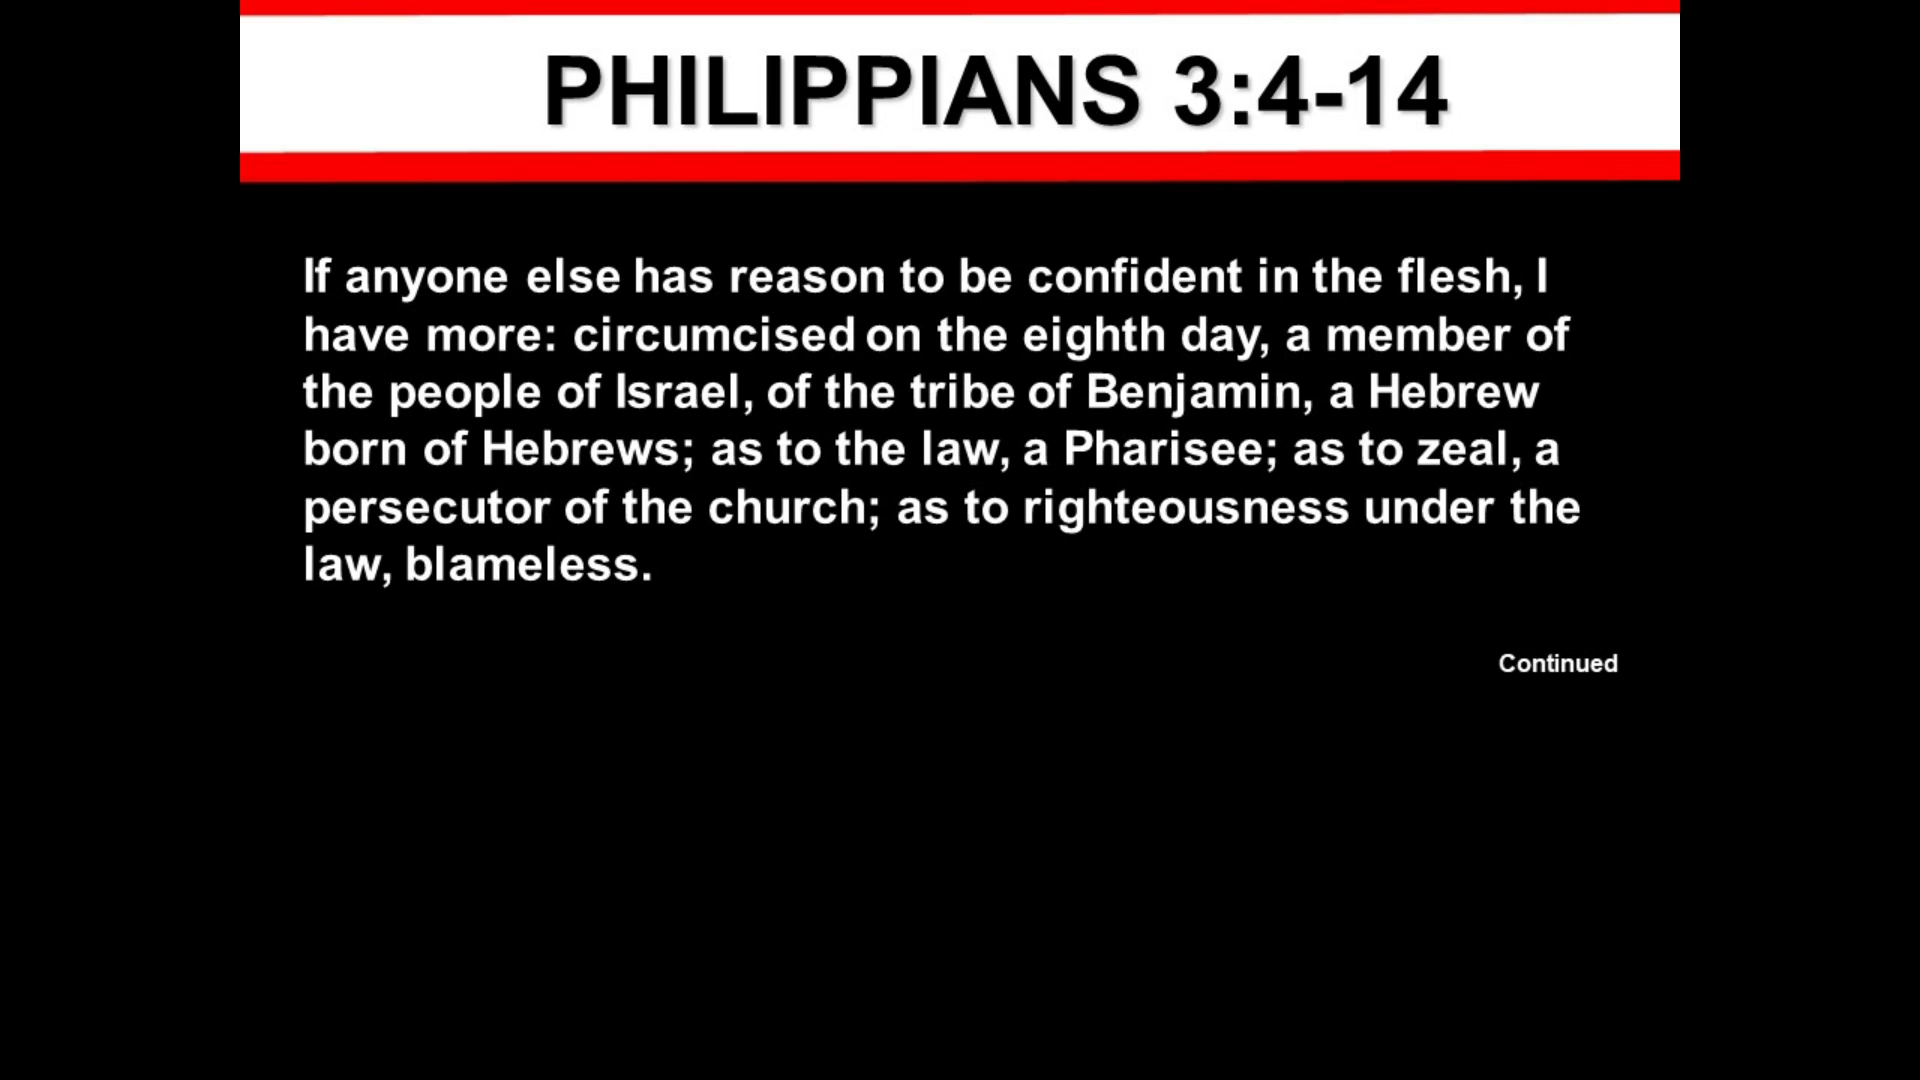 PHILIPPIANS 3:4-14
If anyone else has reason to be confident in the flesh, I
have more: circumcised on the eighth day, a member of
the people of Israel, of the tribe of Benjamin, a Hebrew
born of Hebrews; as to the law, a Pharisee; as to zeal, a
persecutor of the church; as to righteousness under the
law, blameless.
Continued